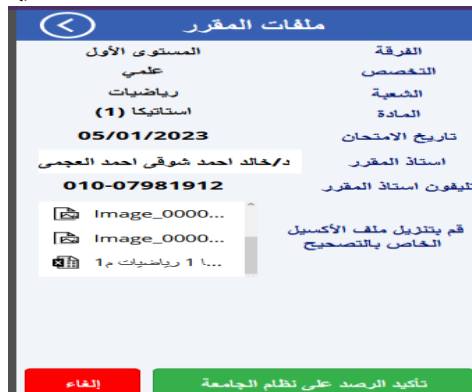 ملفات المقرر
الفرقة المستوى الأول
التخصص علمي
الشعبة رياضيات
المادة استاتيكا (1)
تاريخ الامتحان 05/01/2023
استاذ المقرر د/خالد احمد شوقى احمد العجمى
تليفون استاذ المقرر 010-07981912
Image_0000...
Image_0000...
قم بتنزيل ملف الأكسيل
الخاص بالتصحيح
...ا 1 رياضيات م1
تأكيد الرصد على نظام الجامعة إلغاء